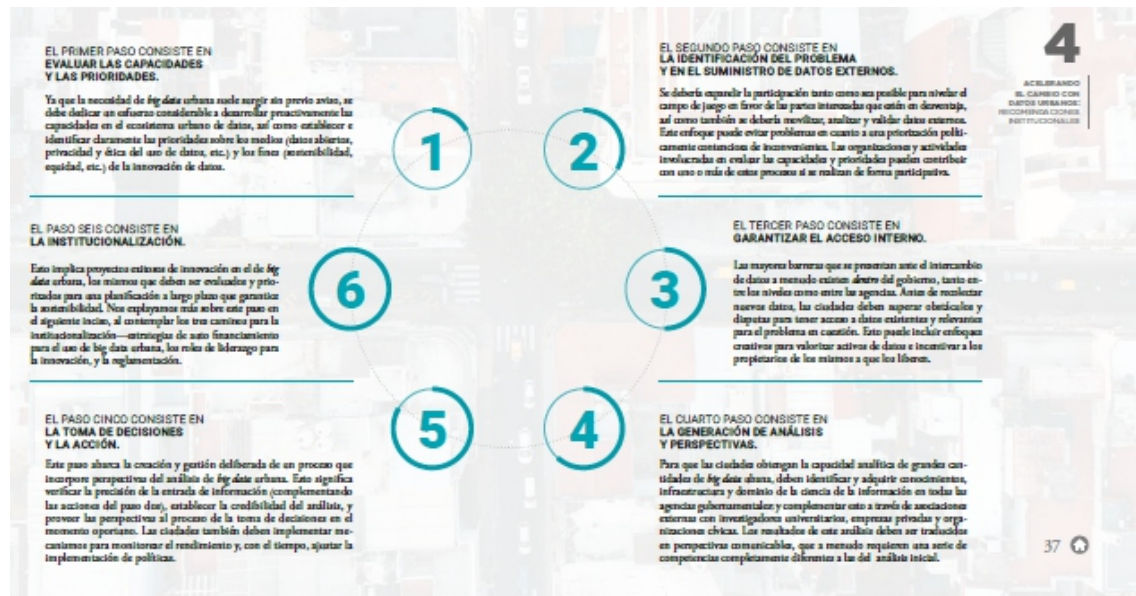 EL PRIMER PASO CONSISTE EN
EVALUAR LAS CAPACIDADES
Y LAS PRIORIDADES.
Ya que la necesidad de big data urbana suele surgir sin previo aviso, se
debe dedicar un esfuerzo considerable a desarrollar proactivamente las
capacidades en el ecosistema urbano de datos, así como establecer e
identificar claramente las prioridades sobre los medios (datos abiertos,
privacidad y ética del uso de datos, etc.) y los fines (sostenibilidad,
equidad, etc.) de la innovación de datos.
1
EL SEGUNDO PASO CONSISTE EN
LA IDENTIFICACIÓN DEL PROBLEMA
Y EN EL SUMINISTRO DE DATOS EXTERNOS.
Se debería expandir la participación tanto como sea posible para nivelar el
campo de juego en favor de las partes interesadas que están en desventaja,
así como también se debería movilizar, analizar y validar datos externos.
Este enfoque puede evitar problemas en cuanto a una priorización políti-
camente contenciosa de inconvenientes. Las organizaciones y actividades
involucradas en evaluar las capacidades y prioridades pueden contribuir
con uno o más de estos procesos si se realizan de forma participativa.
2
4
ACELERANDO
EL CAMBIO CON
DATOS URBANOS:
RECOMENDACIONES
INSTITUCIONALES
EL TERCER PASO CONSISTE EN
GARANTIZAR EL ACCESO INTERNO.
Las mayores barreras que se presentan ante el intercambio
de datos a menudo existen dentro del gobierno, tanto en-
tre los niveles como entre las agencias. Antes de recolectar
nuevos datos, las ciudades deben superar obstáculos y
disputas para tener acceso a datos existentes y relevantes
para el problema en cuestión. Esto puede incluir enfoques
creativos para valorizar activos de datos e incentivar a los
propietarios de los mismos a que los liberen.
3
EL CUARTO PASO CONSISTE EN
LA GENERACIÓN DE ANÁLISIS
Y PERSPECTIVAS.
Para que las ciudades obtengan la capacidad analítica de grandes can-
tidades de big data ubana, deben identificar y adquirir conocimientos,
infraestructura y dominio de la ciencia de la información en todas las
agencias gubernamentales y complementar esto a través de asociaciones
externas con investigadores universitarios, empresas privadas y orga-
nizaciones cívicas. Los resultados de este análisis deben ser traducidos
en perspectivas comunicables, que a menudo requieren una serie de
competencias completamente diferentes a las del análisis inicial.
4
EL PASO CINCO CONSISTE EN
LA TOMA DE DECISIONES
Y LA ACCIÓN.
Este paso abarca la creación y gestión deliberada de un proceso que
incorpore perspectivas del análisis de big data urbana. Esto significa
verificar la precisión de la entrada de información (complementando
las acciones del paso dos), establecer la credibilidad del análisis, y
proveer las perspectivas al proceso de la toma de decisiones en el
momento oportuno. Las ciudades también deben implementar me-
canismos para monitorear el rendimiento y, con el tiempo, ajustar la
implementación de políticas.
5
EL PASO SEIS CONSISTE EN
LA INSTITUCIONALIZACIÓN.
Esto implica proyectos exitosos de innovación en el de big
data urbana, los mismos que deben ser evaluados y prio-
rizados para una planificación a largo plazo que garantice
la sostenibilidad. Nos explayamos más sobre este paso en
el siguiente inciso, al contemplar los tres caminos para la
institucionalización—estrategias de auto financiamiento
para el uso de big data urbana, los roles de liderazgo para
la innovación, y la reglamentación.
6
37